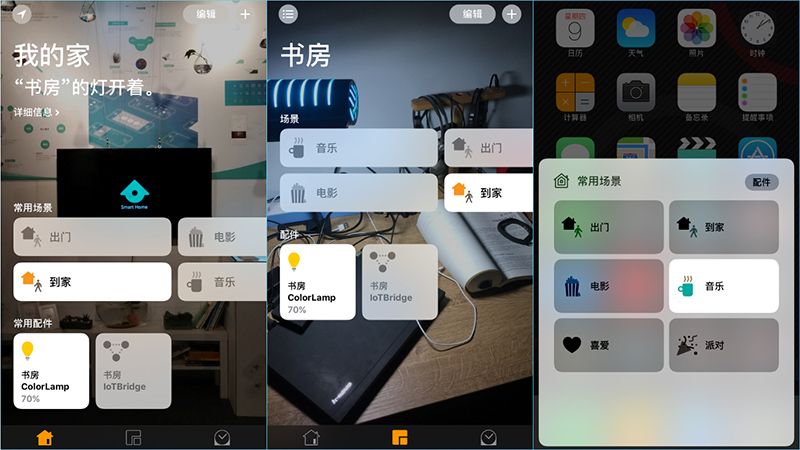 编辑
我的家
“书房”的灯开着。
详细信息 >
Smart Home
常用场景
出门
电影
到家
音乐
常用配件
书房
ColorLamp
70%
书房
IoTBridge
编辑
书房
场景
音乐
出门
电影
到家
配件
书房
ColorLamp
70%
书房
IoTBridge
lenovo
星期四
9
日历
天气
照片
时钟
计算器
相机
备忘录
提醒事项
常用场景
配件
出门
到家
电影
音乐
喜爱
派对